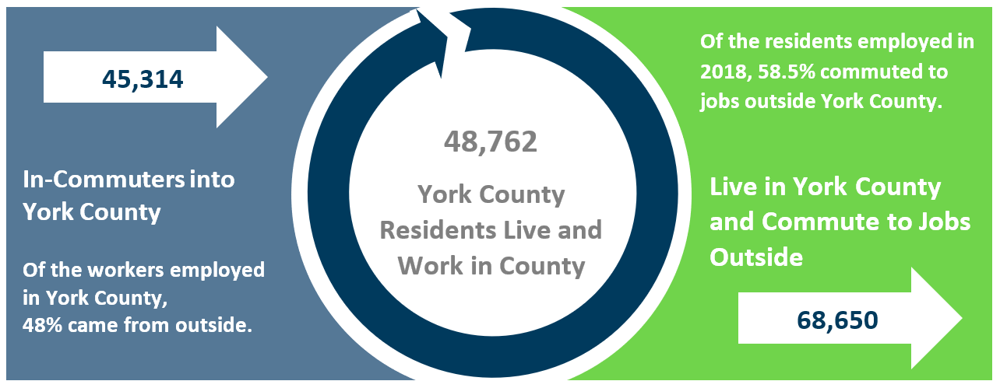 45,314
In-Commuters into
York County
Of the workers employed
in York County,
48% came from outside.
48,762
York County
Residents Live and
Work in County
Of the residents employed in
2018, 58.5% commuted to
jobs outside York County.
Live in York County
and Commute to Jobs
Outside
68,650